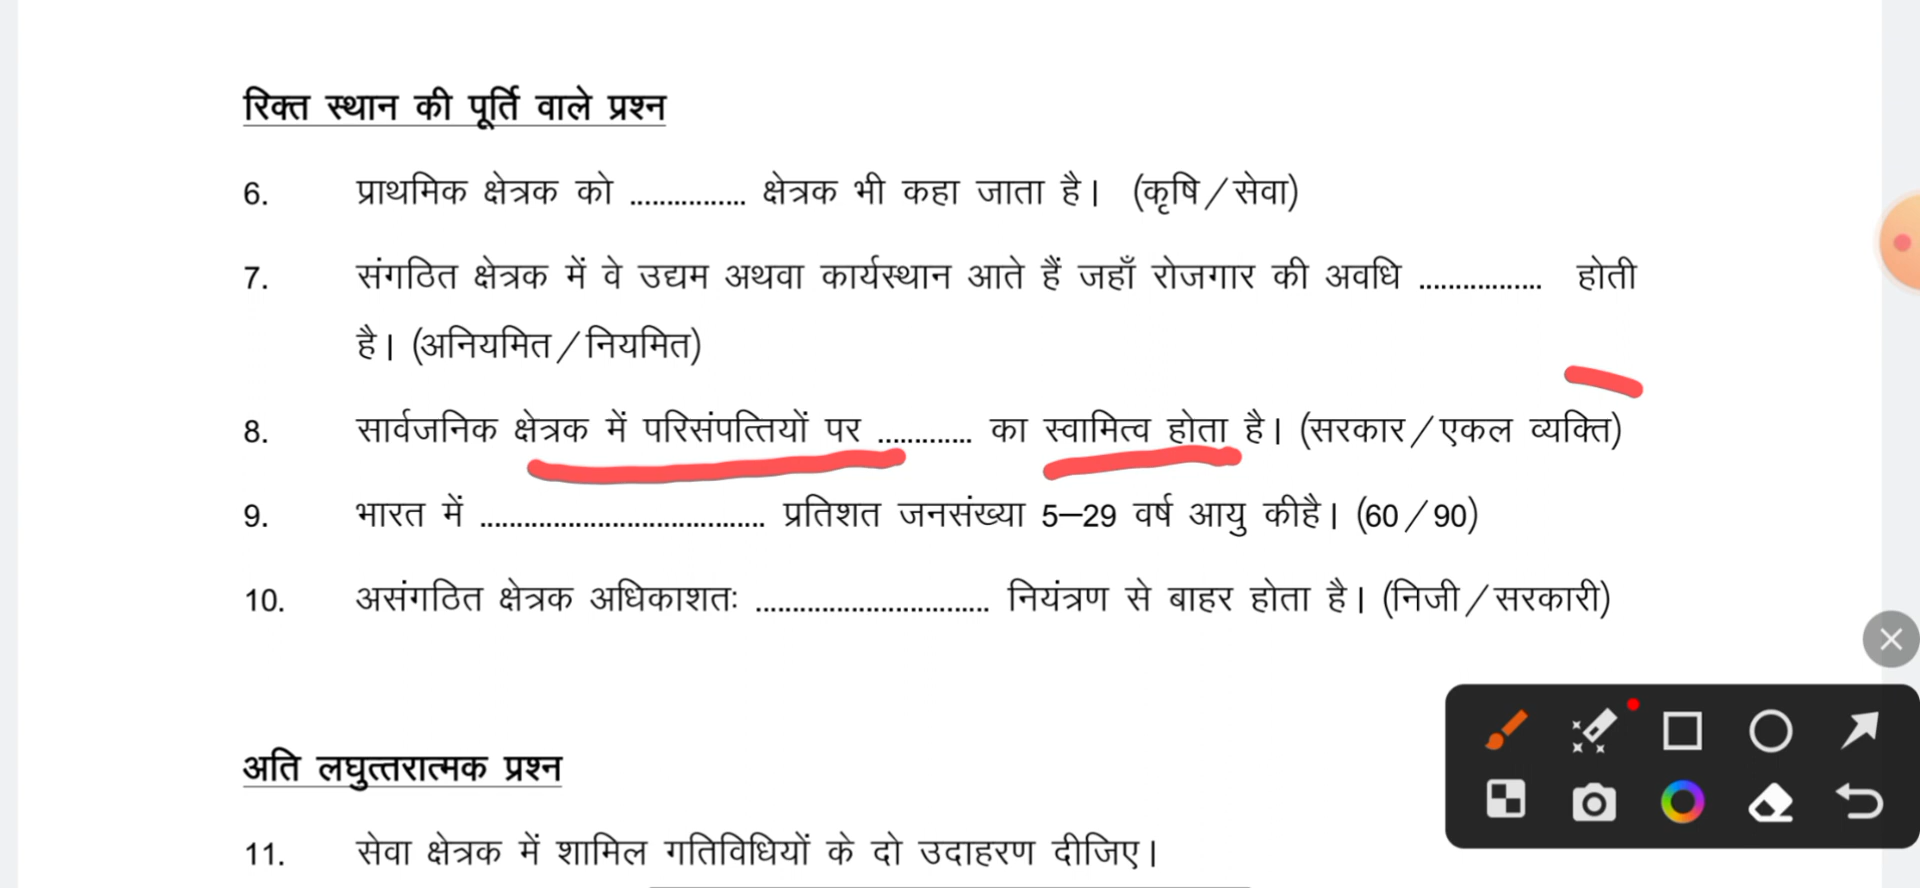 रिक्त स्थान की पूर्ति वाले प्रश्न
6. प्राथमिक क्षेत्रक को ................ क्षेत्रक भी कहा जाता है। (कृषि/सेवा)
7. संगठित क्षेत्रक में वे उद्यम अथवा कार्यस्थान आते हैं जहाँ रोजगार की अवधि ................. होती
है। (अनियमित/नियमित)
8. सार्वजनिक क्षेत्रक में परिसंपत्तियों पर ............. का स्वामित्व होता है। (सरकार/एकल व्यक्ति)
9. भारत में ....................................... प्रतिशत जनसंख्या 5–29 वर्ष आयु कीहै। (60/90)
10. असंगठित क्षेत्रक अधिकाशतः ................................ नियंत्रण से बाहर होता है। (निजी/सरकारी)
अति लघुत्तरात्मक प्रश्न
11. सेवा क्षेत्रक में शामिल गतिविधियों के दो उदाहरण दीजिए।